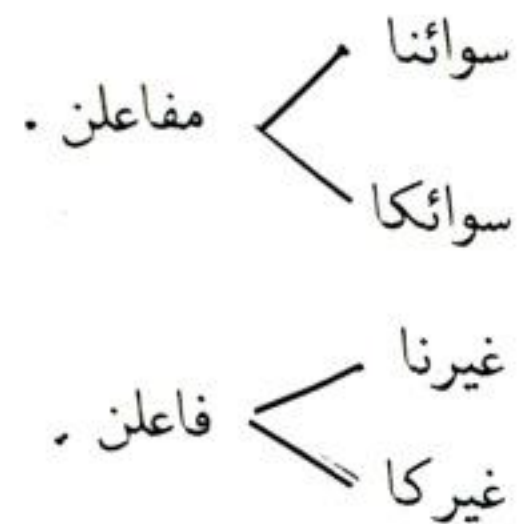 سوائنا
مفاعلن .
سوائكا
غيرنا
فاعلن .
غيركا